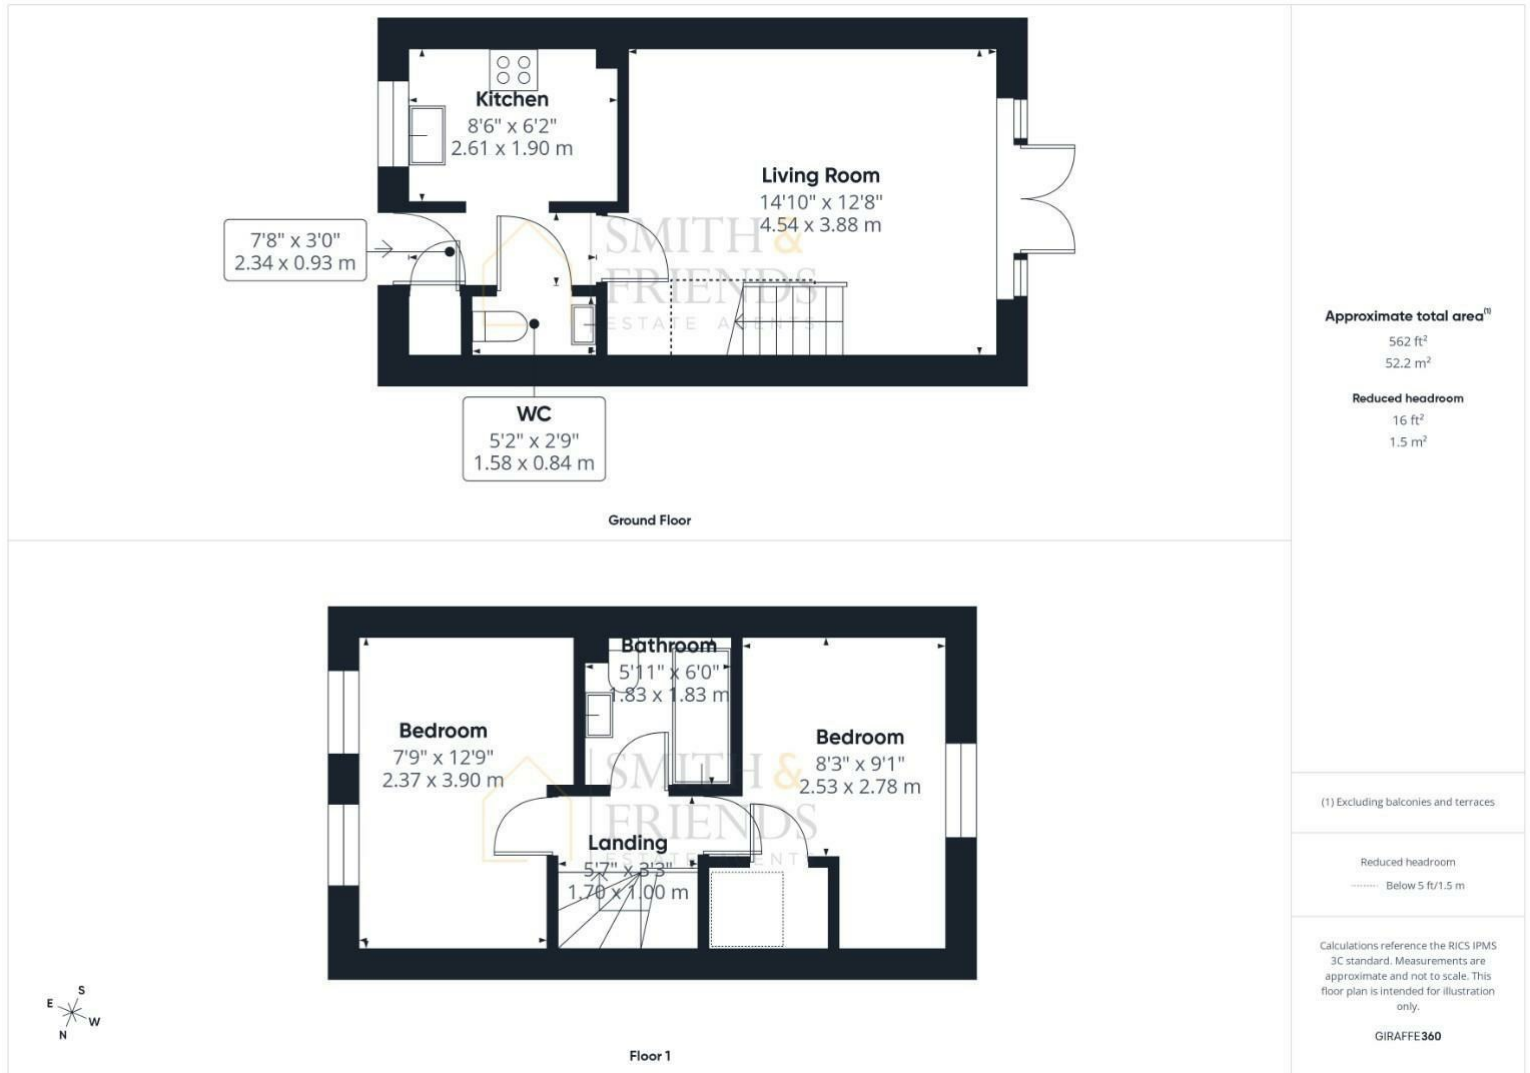 Kitchen
8'6" x 6'2"
2.61 x 1.90 m
Living Room
14'10" x 12'8"
4.54 x 3.88 m
7'8" x 3'0"
2.34 x 0.93 m
SMITH &
FRIENDS
ESTATE AGENTS
WC
5'2" x 2'9"
1.58 x 0.84 m
Ground Floor
Bathroom
5'11" x 6'0"
1.83 x 1.83 m
Bedroom
7'9" x 12'9"
2.37 x 3.90 m
Bedroom
8'3" x 9'1"
2.53 x 2.78 m
SMITH &
FRIENDS
ESTATE AGENTS
Landing
5'7" x 3'3"
1.70 x 1.00 m
S
E
W
N
Floor 1
Approximate total area(1)
562 ft²
52.2 m²
Reduced headroom
16 ft²
1.5 m²
(1) Excluding balconies and terraces
Reduced headroom
Below 5 ft/1.5 m
Calculations reference the RICS IPMS
3C standard. Measurements are
approximate and not to scale. This
floor plan is intended for illustration
only.
GIRAFFE360